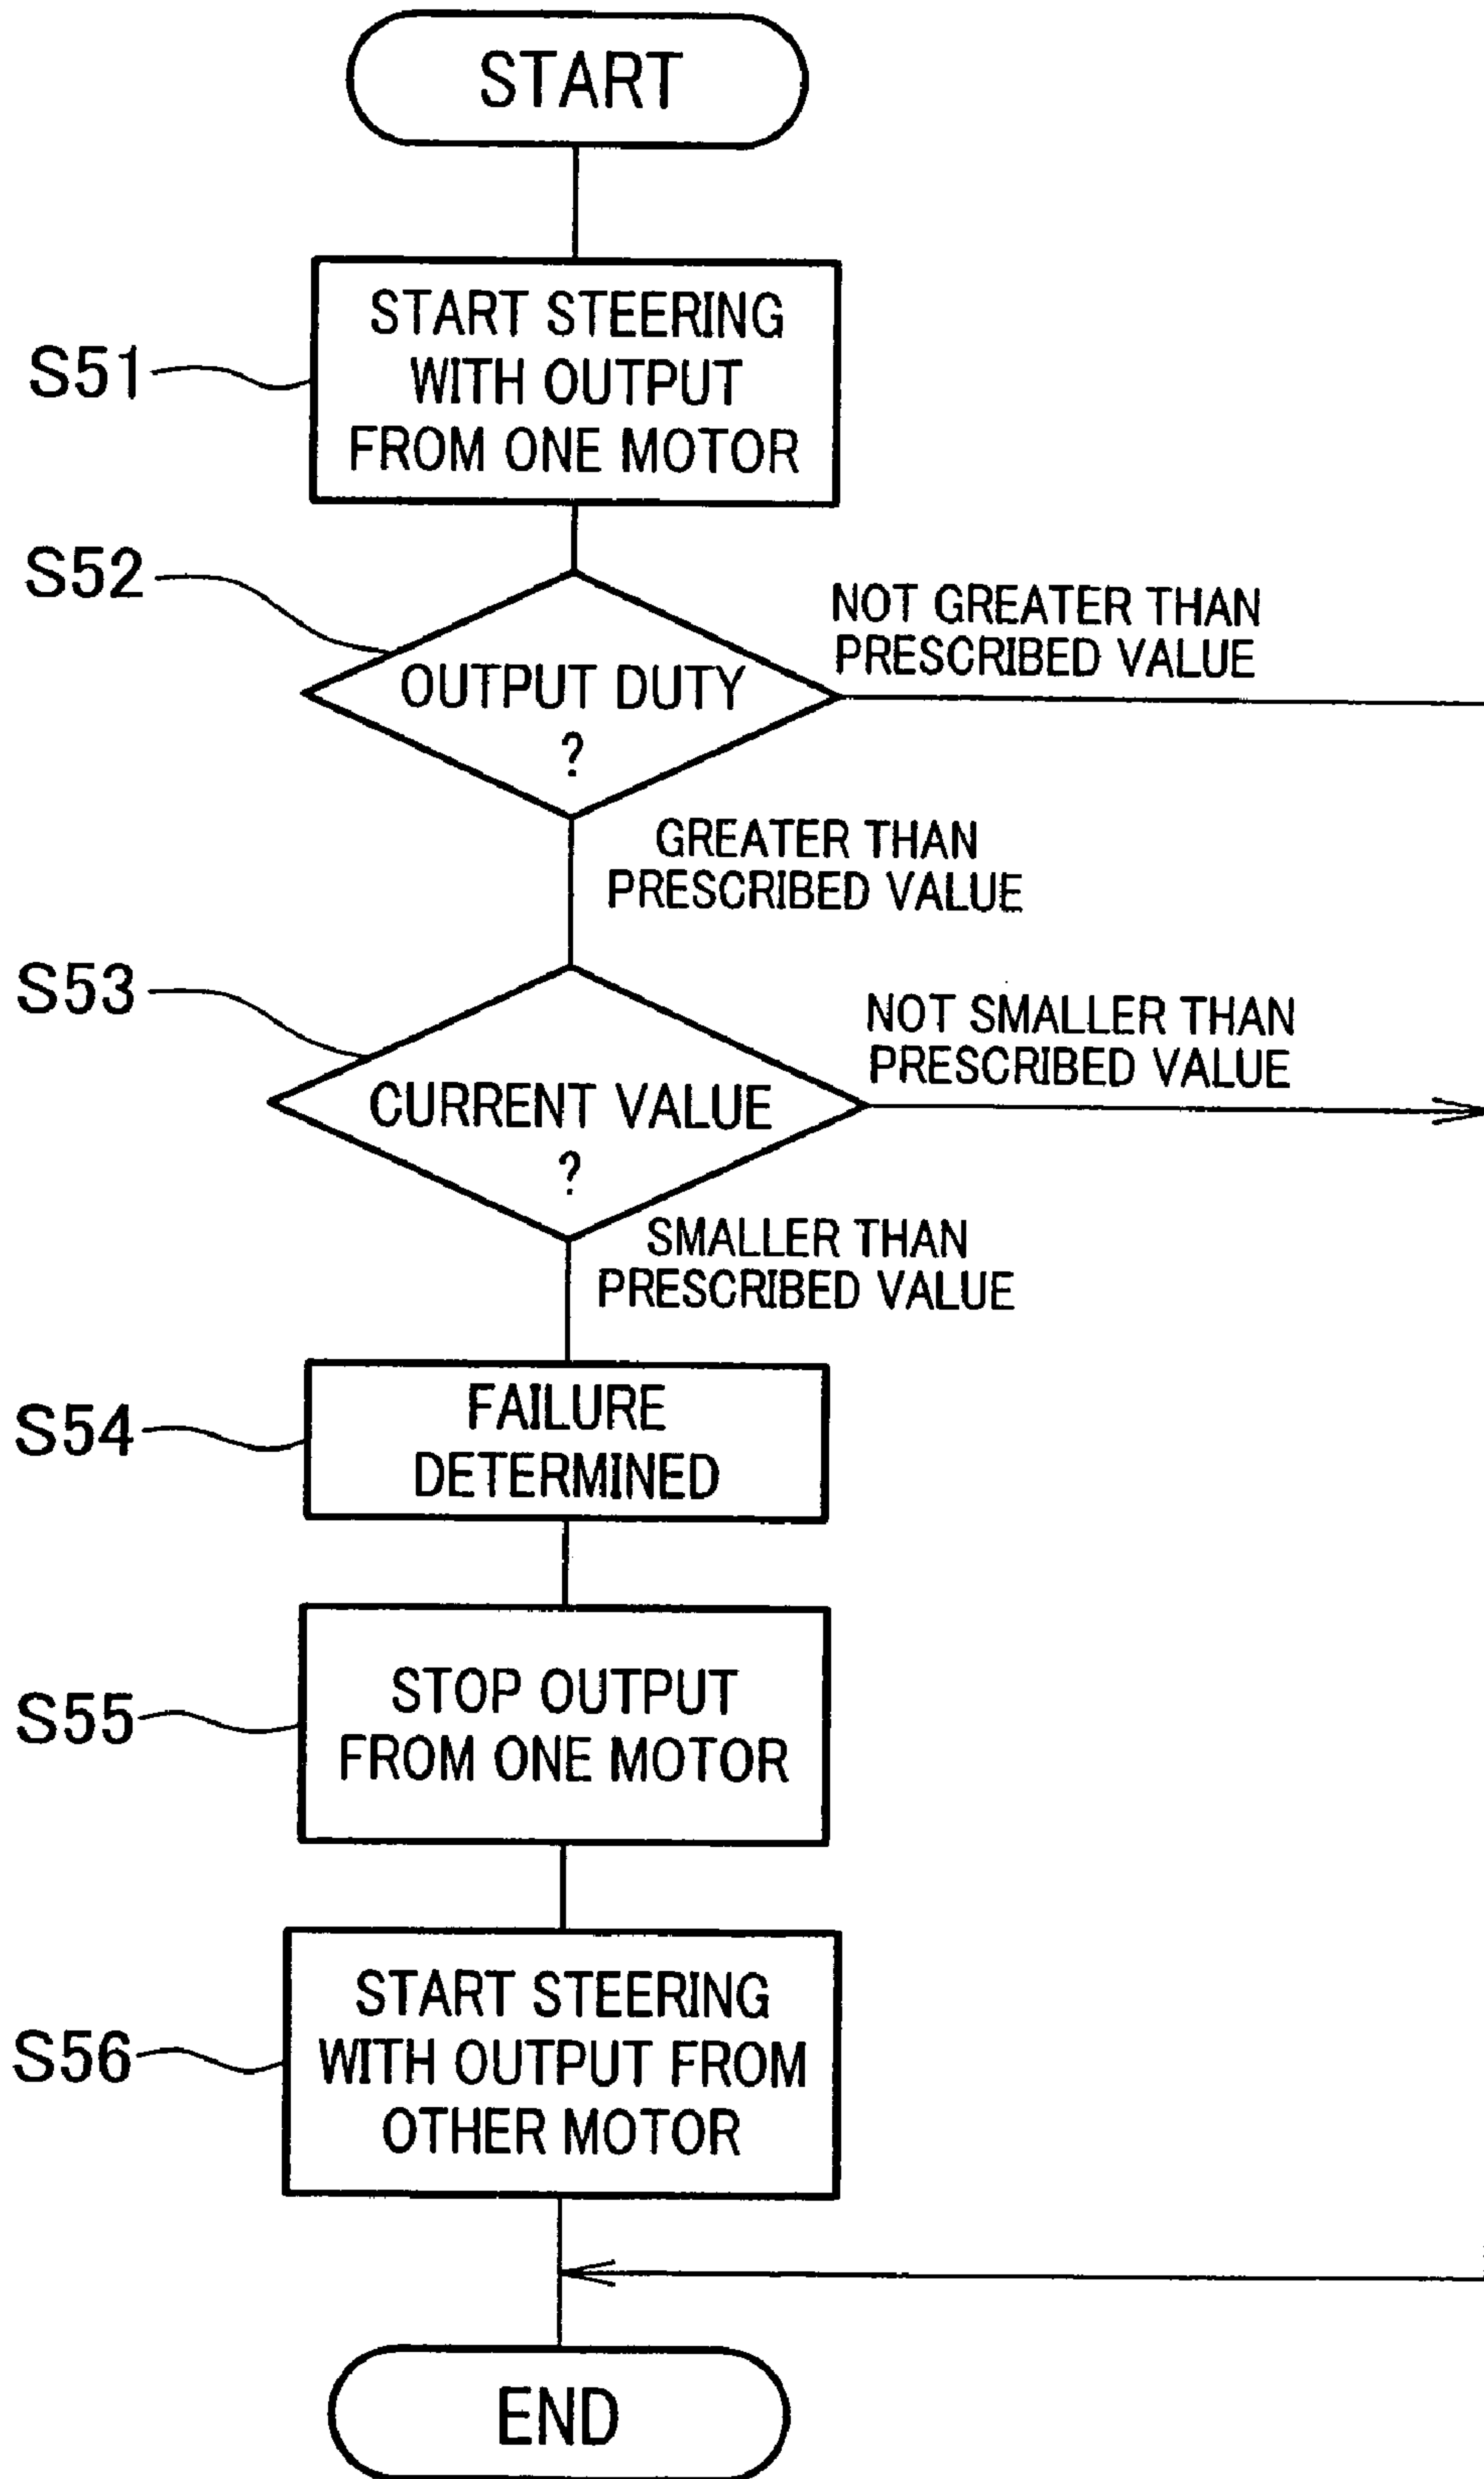 START
START STEERING
WITH OUTPUT
FROM ONE MOTOR
S51
S52
OUTPUT DUTY
?
NOT GREATER THAN
PRESCRIBED VALUE
GREATER THAN
PRESCRIBED VALUE
S53
CURRENT VALUE
?
NOT SMALLER THAN
PRESCRIBED VALUE
SMALLER THAN
PRESCRIBED VALUE
S54
FAILURE
DETERMINED
S55
STOP OUTPUT
FROM ONE MOTOR
S56
START STEERING
WITH OUTPUT FROM
OTHER MOTOR
END